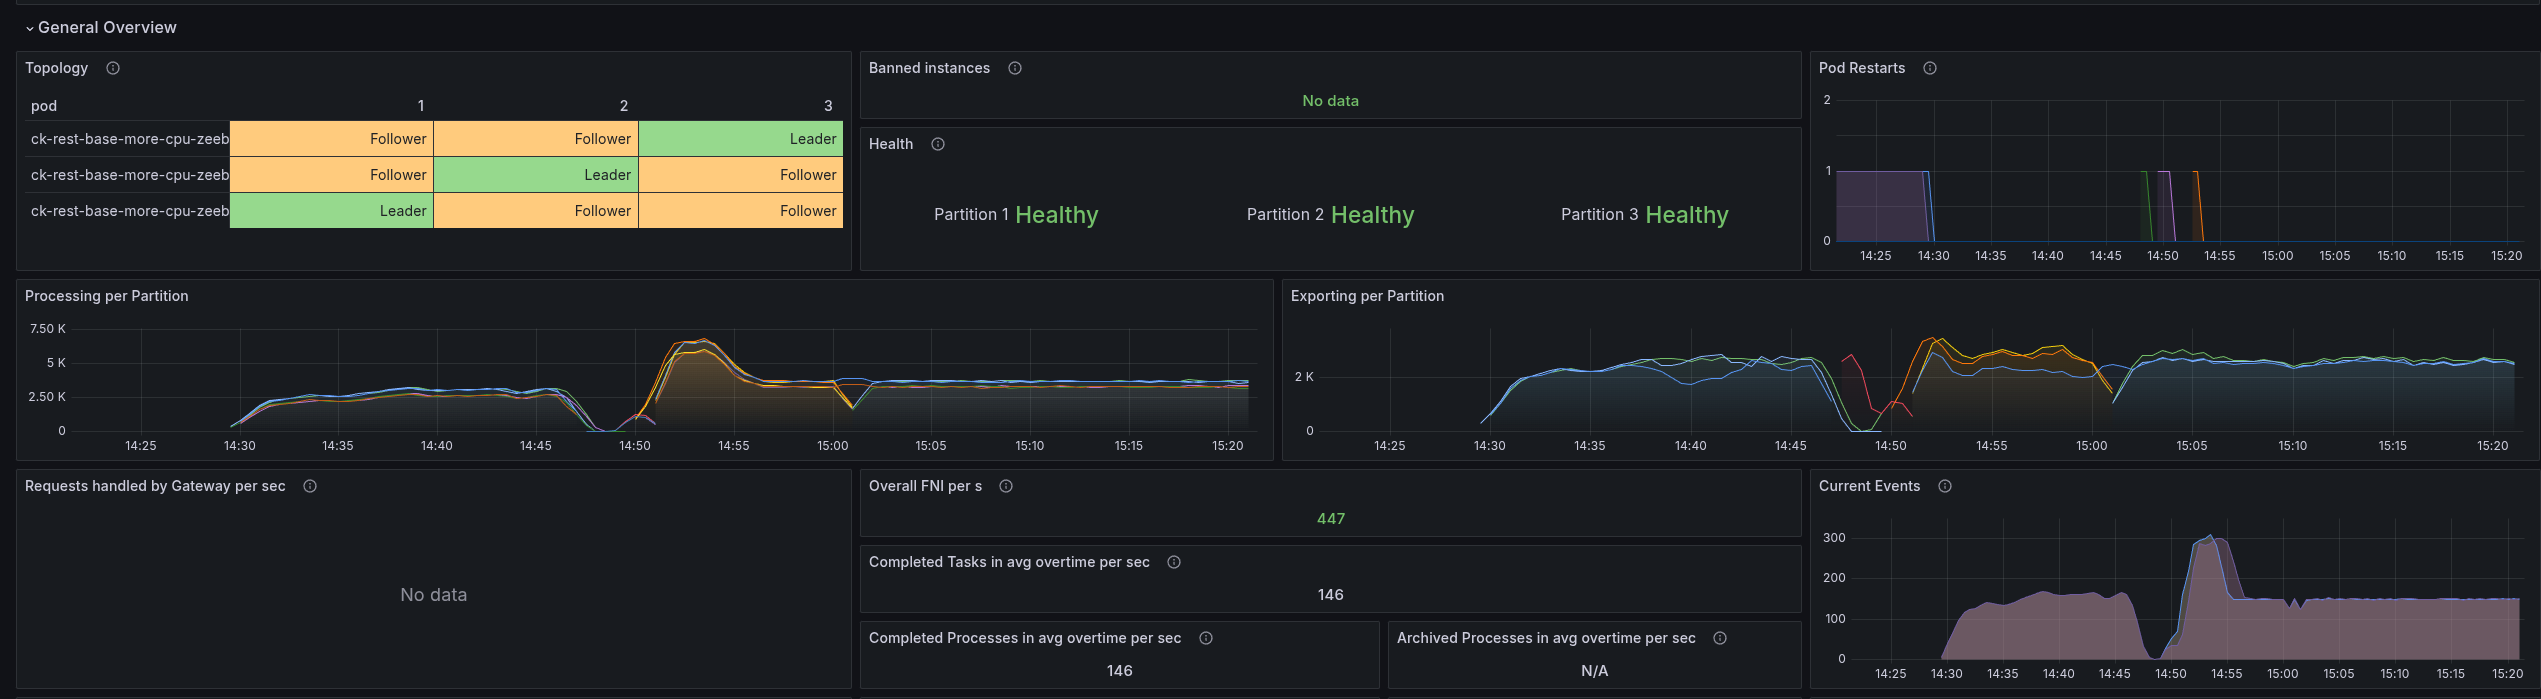 General Overview
Topology
pod 1 2 3
ck-rest-base-more-cpu-zeeb Follower Follower Leader
ck-rest-base-more-cpu-zeeb Follower Leader Follower
ck-rest-base-more-cpu-zeeb Leader Follower Follower
Banned instances
No data
Health
Partition 1 Healthy Partition 2 Healthy Partition 3 Healthy
Pod Restarts
2
1
0
14:25 14:30 14:35 14:40 14:45 14:50 14:55 15:00 15:05 15:10 15:15 15:20
Processing per Partition
7.50 K
5 K
2.50 K
0
14:25 14:30 14:35 14:40 14:45 14:50 14:55 15:00 15:05 15:10 15:15 15:20
Exporting per Partition
2 K
0
14:25 14:30 14:35 14:40 14:45 14:50 14:55 15:00 15:05 15:10 15:15 15:20
Requests handled by Gateway per sec
No data
Overall FNI per s
447
Completed Tasks in avg overtime per sec
146
Completed Processes in avg overtime per sec
146
Archived Processes in avg overtime per sec
N/A
Current Events
300
200
100
0
14:25 14:30 14:35 14:40 14:45 14:50 14:55 15:00 15:05 15:10 15:15 15:20